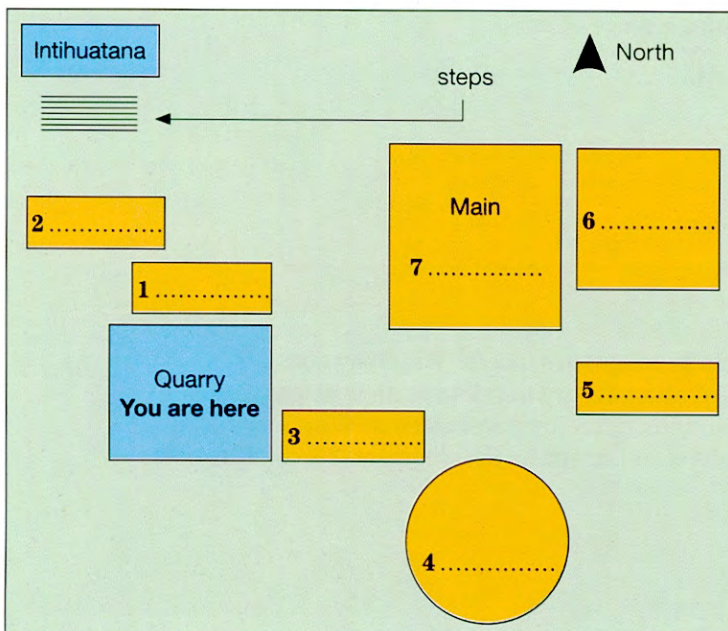 Intihuatana
North
steps
Main
2 ..................
6 ..................
7 ..................
1 ..................
Quarry
You are here
5 ..................
3 ..................
4 ..................